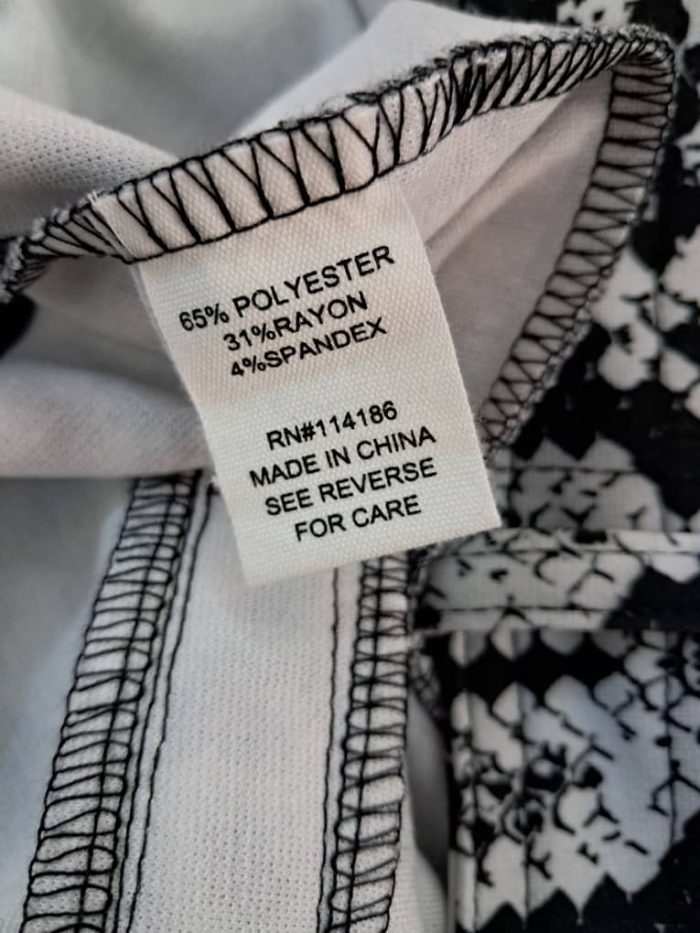 65% POLYESTER
31%RAYON
4%SPANDEX
RN#114186
MADE IN CHINA
SEE REVERSE
FOR CARE